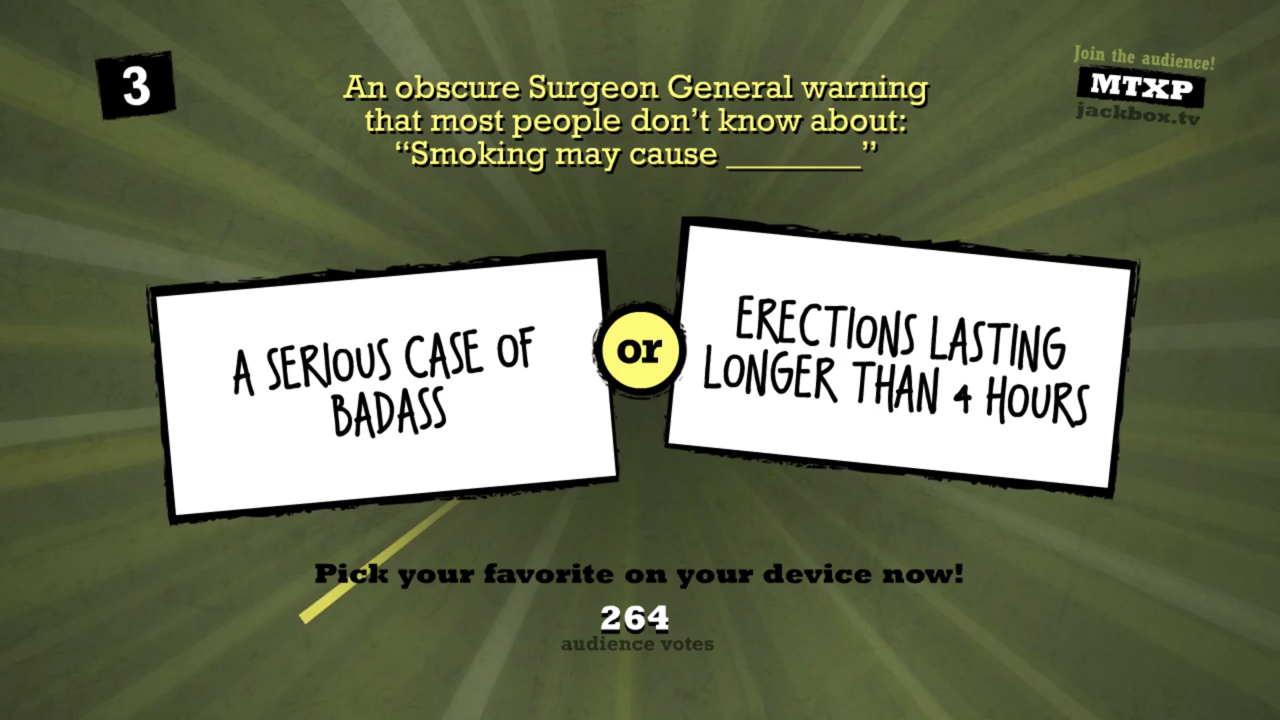 3
Join the audience!
MTXP
jackbox.tv
An obscure Surgeon General warning
that most people don't know about:
“Smoking may cause ________”
A SERIOUS CASE OF
BADASS
or
ERECTIONS LASTING
LONGER THAN 4 HOURS
Pick your favorite on your device now!
264
audience votes